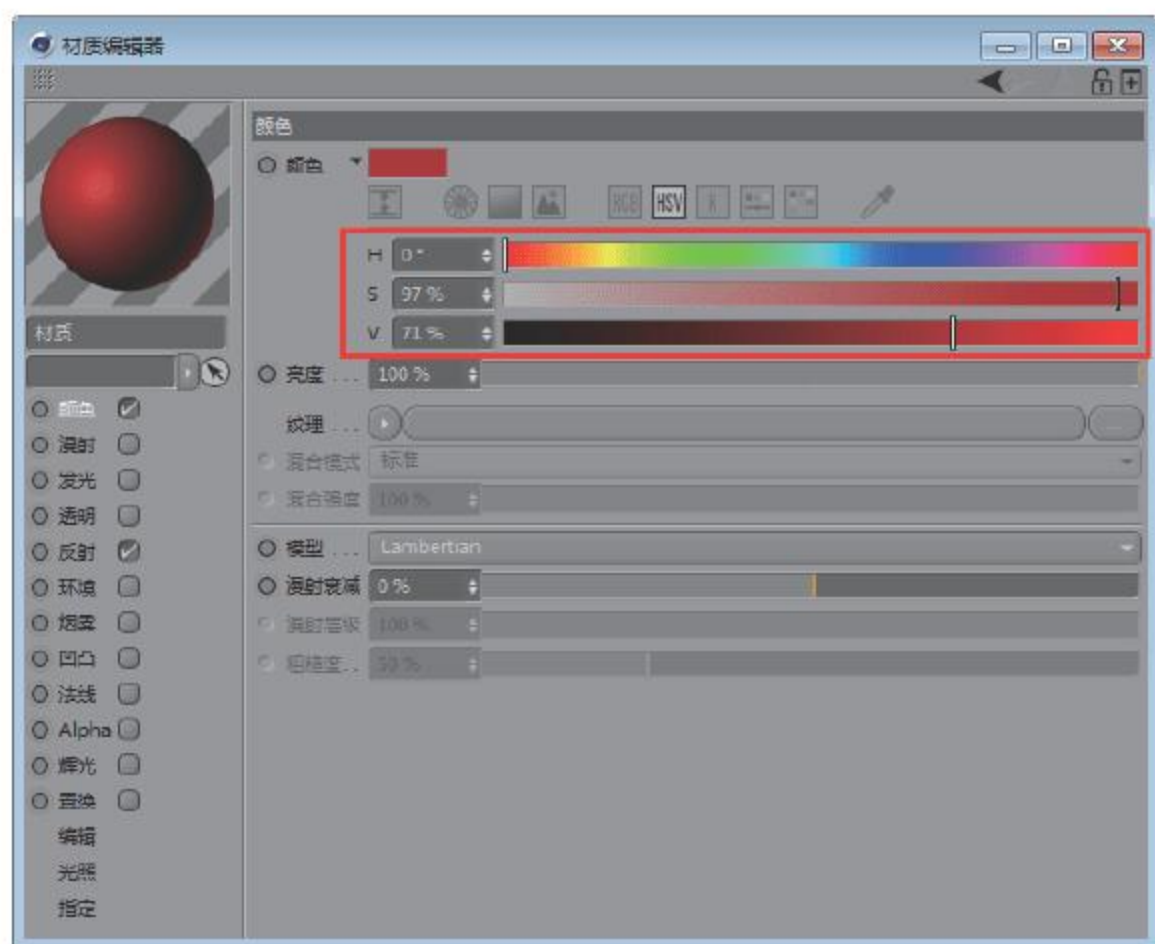 材质编辑器
颜色
颜色
RGB HSV K
H 0°
S 97 %
V 71 %
材质
亮度 . . . 100 %
纹理 . . .
混合模式 标准
混合强度 100 %
模型 . . . Lambertian
漫射衰减 0 %
漫射层级 100 %
粗糙度. . 50 %
颜色
漫射
发光
透明
反射
环境
烟雾
凹凸
法线
Alpha
辉光
置换
编辑
光照
指定